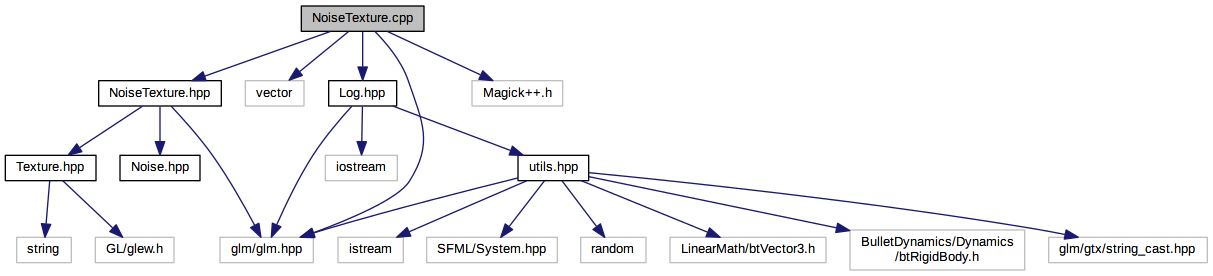 NoiseTexture.cpp
NoiseTexture.hpp
vector
Log.hpp
Magick++.h
Texture.hpp
Noise.hpp
iostream
utils.hpp
string
GL/glew.h
glm/glm.hpp
istream
SFML/System.hpp
random
LinearMath/btVector3.h
BulletDynamics/Dynamics
/btRigidBody.h
glm/gtx/string_cast.hpp